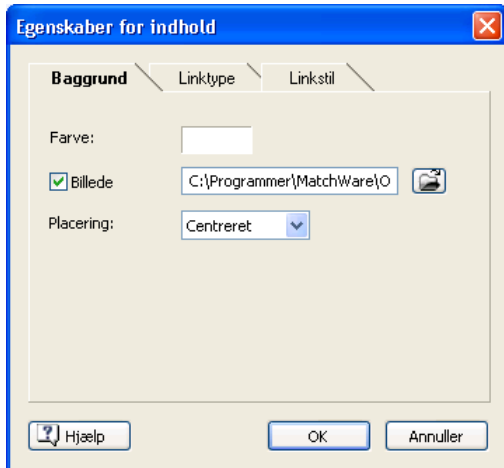 Egenskaber for indhold
Baggrund Linktype Linkstil
Farve:
Billede C:\Programmer\MatchWare\O
Placering: Centreret
Hjælp OK Annuller